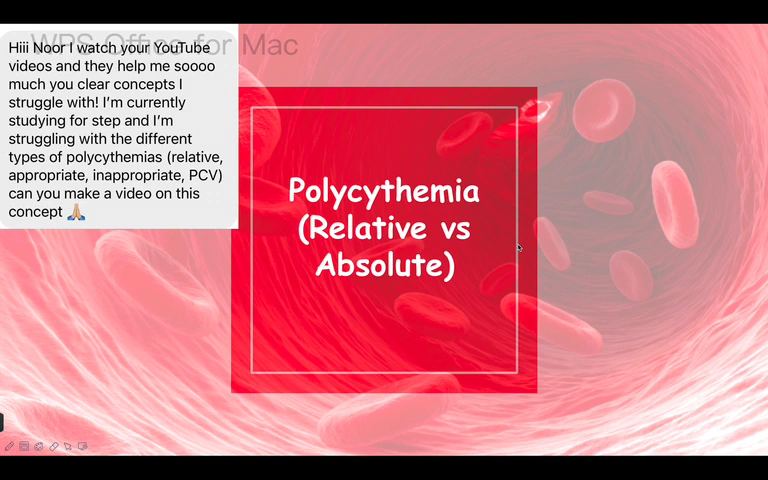 WPS Office for Mac
Hiii Noor I watch your YouTube
videos and they help me soooo
much you clear concepts I
struggle with! I'm currently
studying for step and I'm
struggling with the different
types of polycythemias (relative,
appropriate, inappropriate, PCV)
can you make a video on this
concept 🙏🏼
Polycythemia
(Relative vs
Absolute)